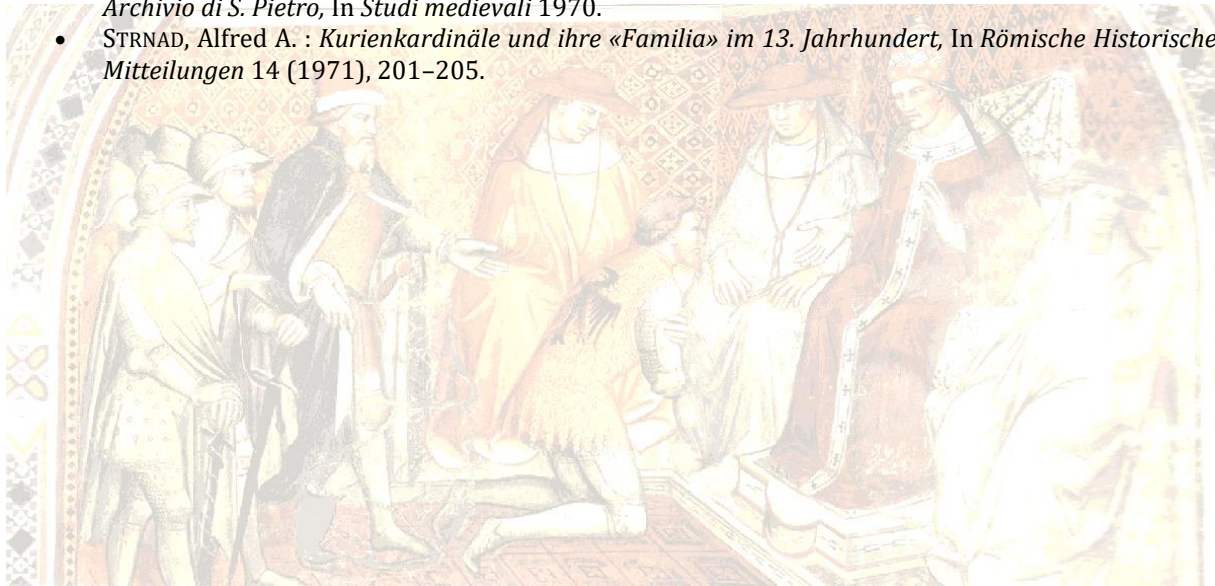 Archivio di S. Pietro, In Studi medievali 1970.
• STRNAD, Alfred A. : Kurienkardinäle und ihre «Familia» im 13. Jahrhundert, In Römische Historische
Mitteilungen 14 (1971), 201–205.